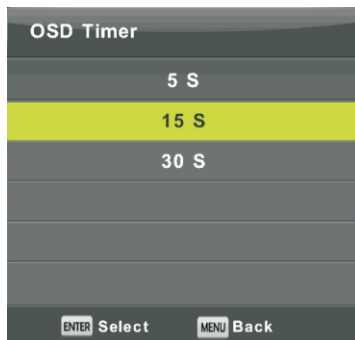 OSD Timer
5 S
15 S
30 S
ENTER Select MENU Back